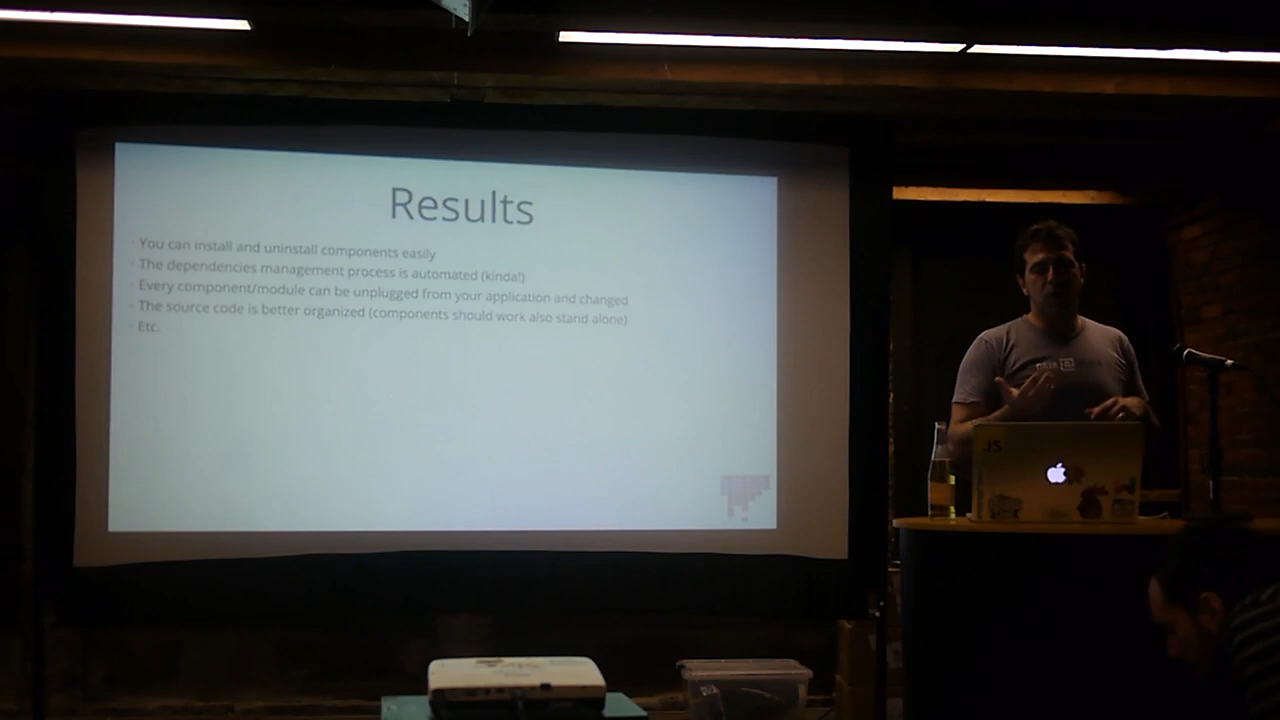 Results
· You can install and uninstall components easily
· The dependencies management process is automated (kinda!)
· Every component/module can be unplugged from your application and changed
· The source code is better organized (components should work also stand alone)
· Etc.
JS